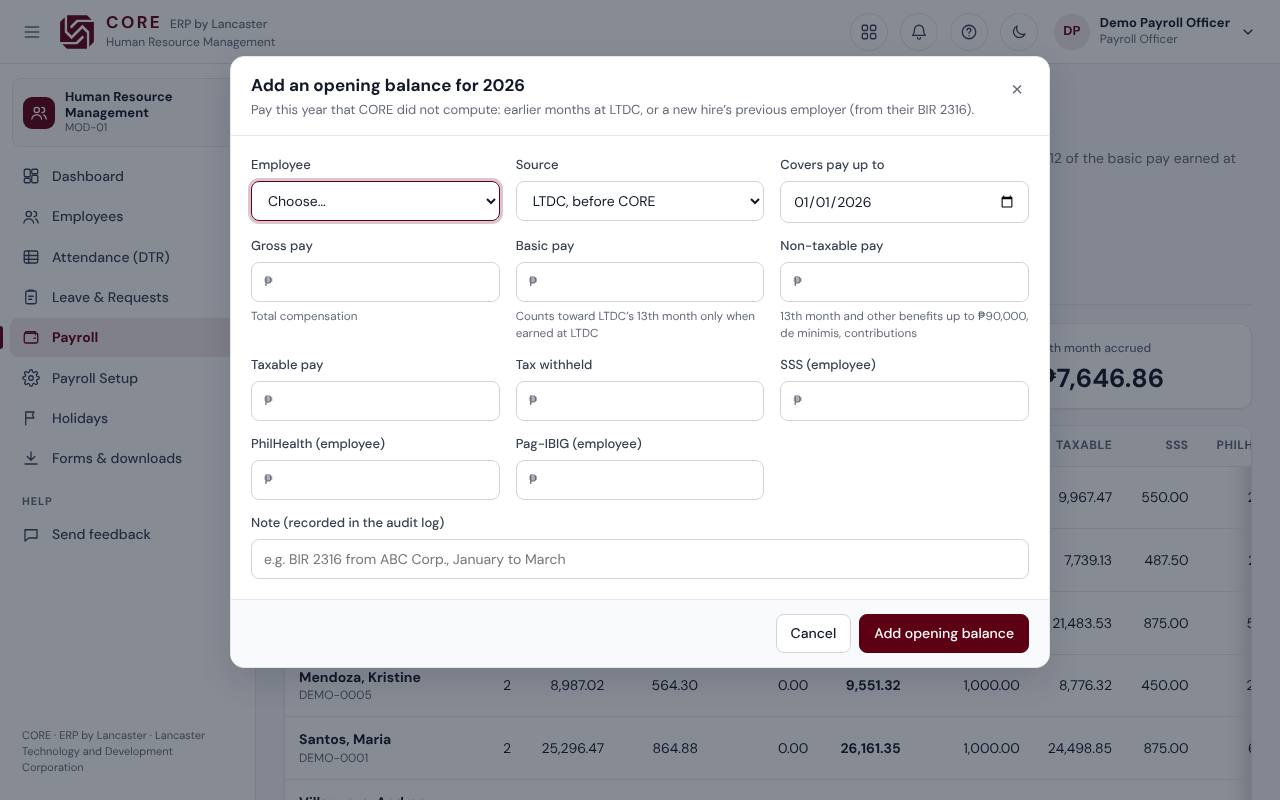 CORE ERP by Lancaster
Human Resource Management
DP
Demo Payroll Officer
Payroll Officer
Human Resource
Management
MOD-01
Dashboard
Employees
Attendance (DTR)
Leave & Requests
Payroll
Payroll Setup
Holidays
Forms & downloads
HELP
Send feedback
CORE · ERP by Lancaster · Lancaster
Technology and Development
Corporation
Add an opening balance for 2026
Pay this year that CORE did not compute: earlier months at LTDC, or a new hire’s previous employer (from their BIR 2316).
Employee
Source
Covers pay up to
Choose…
LTDC, before CORE
01/01/2026
Gross pay
Basic pay
Non-taxable pay
₱
₱
₱
Total compensation
Counts toward LTDC’s 13th month only when
earned at LTDC
13th month and other benefits up to ₱90,000,
de minimis, contributions
Taxable pay
Tax withheld
SSS (employee)
₱
₱
₱
PhilHealth (employee)
Pag-IBIG (employee)
₱
₱
Note (recorded in the audit log)
e.g. BIR 2316 from ABC Corp., January to March
Cancel
Add opening balance
12 of the basic pay earned at
th month accrued
₱7,646.86
TAXABLE SSS PHILH
9,967.47 550.00
7,739.13 487.50
21,483.53 875.00
Mendoza, Kristine
DEMO-0005
2 8,987.02 564.30 0.00 9,551.32 1,000.00 8,776.32 450.00
Santos, Maria
DEMO-0001
2 25,296.47 864.88 0.00 26,161.35 1,000.00 24,498.85 875.00